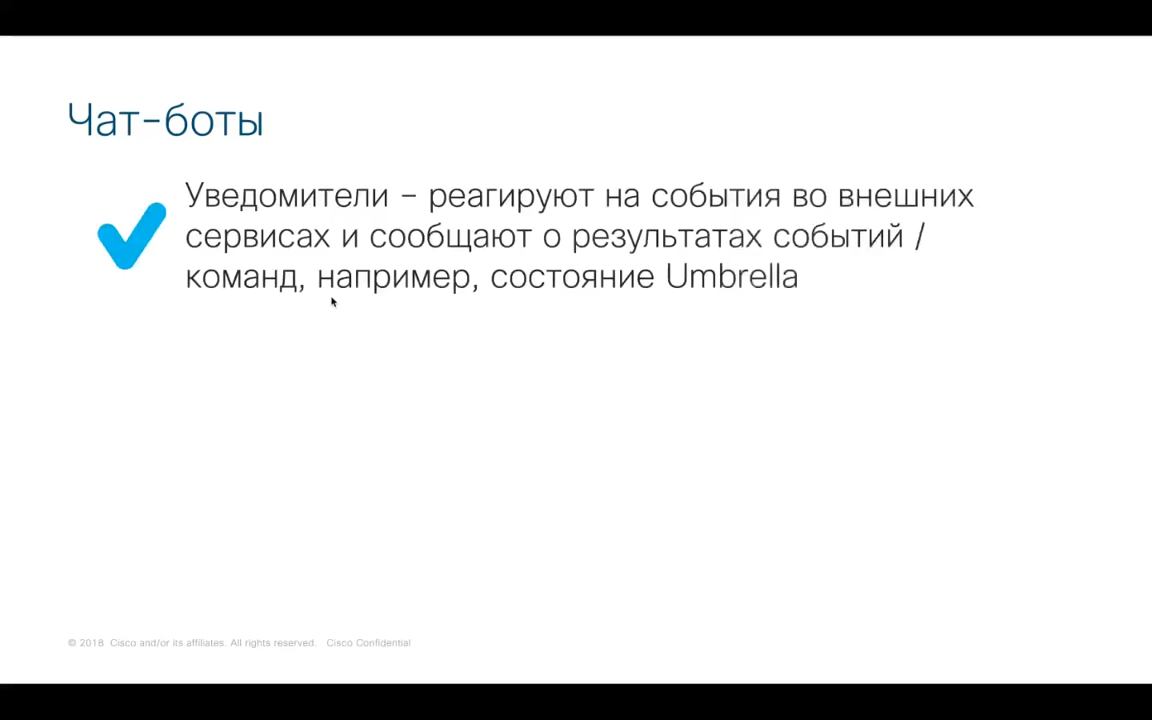 Чат-боты
Уведомители – реагируют на события во внешних
сервисах и сообщают о результатах событий /
команд, например, состояние Umbrella
© 2018 Cisco and/or its affiliates. All rights reserved. Cisco Confidential